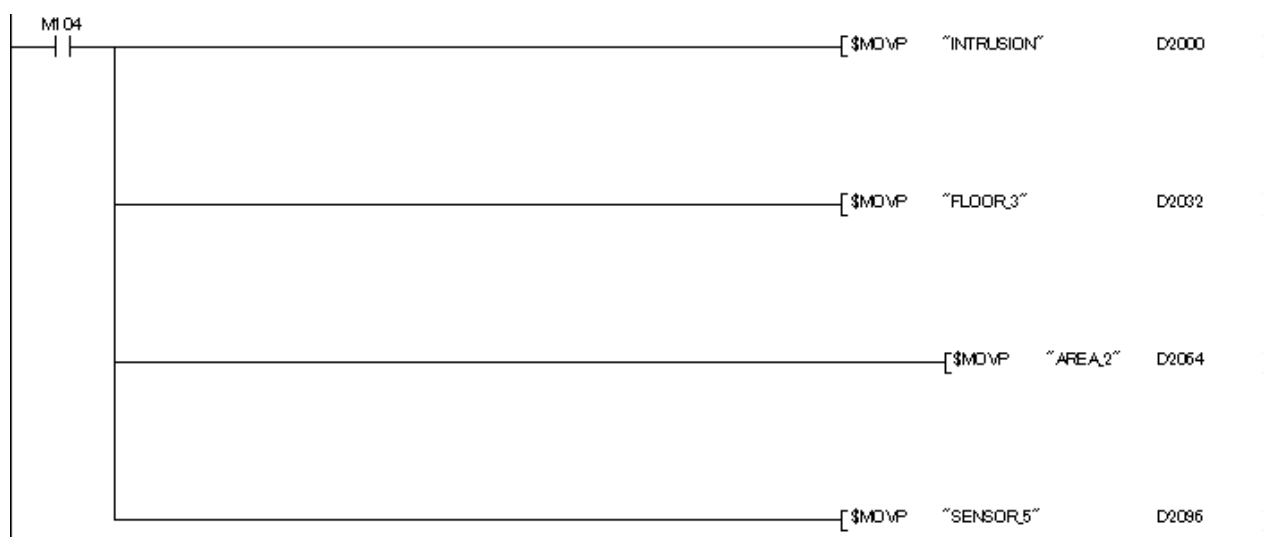 M104
[ $MOVP "INTRUSION" D2000
[ $MOVP "FLOOR_3" D2032
[ $MOVP "AREA_2" D2064
[ $MOVP "SENSOR_5" D2096